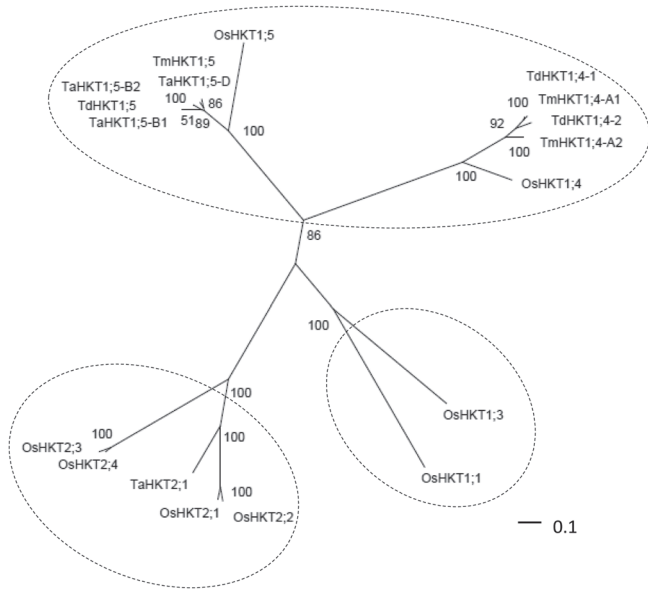 OsHKT1;5
TmHKT1;5
TaHKT1;5-D
TaHKT1;5-B2
100
86
TdHKT1;5
51
89
TaHKT1;5-B1
100
TdHKT1;4-1
100
TmHKT1;4-A1
92
TdHKT1;4-2
TmHKT1;4-A2
100
100
OsHKT1;4
86
100
OsHKT1;3
OsHKT1;1
100
100
100
OsHKT2;3
OsHKT2;4
TaHKT2;1
100
OsHKT2;1
OsHKT2;2
0.1